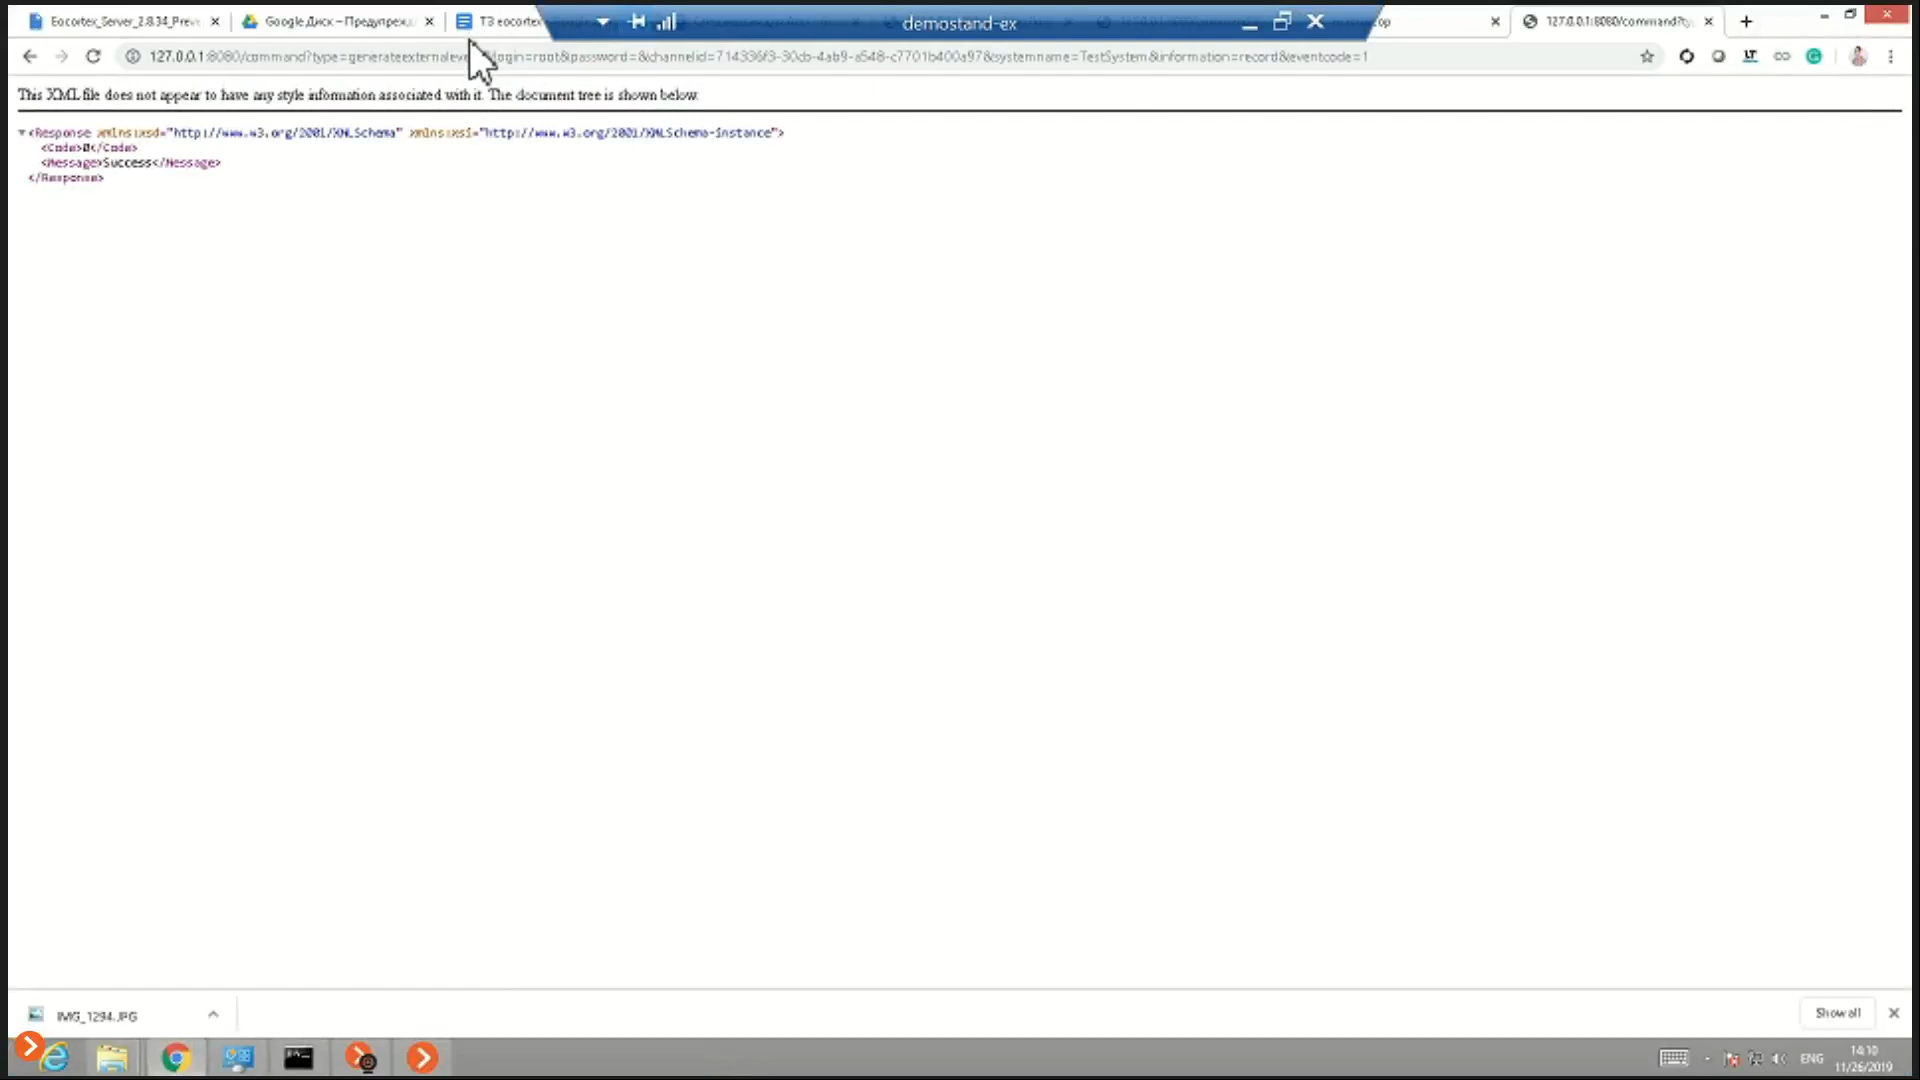 Eocortex_Server_2.8.34_Prev
Google Диск – Предупрежд
ТЗ eocortex
demostand-ex
op
127.0.0.1:8080/command?ty
127.0.0.1:8080/command?type=generateexternaleve
login=root&password=&channelid=714336f3-30cb-4ab9-a548-c7701b400a97&systemname=TestSystem&information=record&eventcode=1
This XML file does not appear to have any style information associated with it. The document tree is shown below.
<Response xmlns:xsd="http://www.w3.org/2001/XMLSchema" xmlns:xsi="http://www.w3.org/2001/XMLSchema-instance">
<Code>0</Code>
<Message>Success</Message>
</Response>
IMG_1294.JPG
Show all
ENG
14:10
11/26/2019